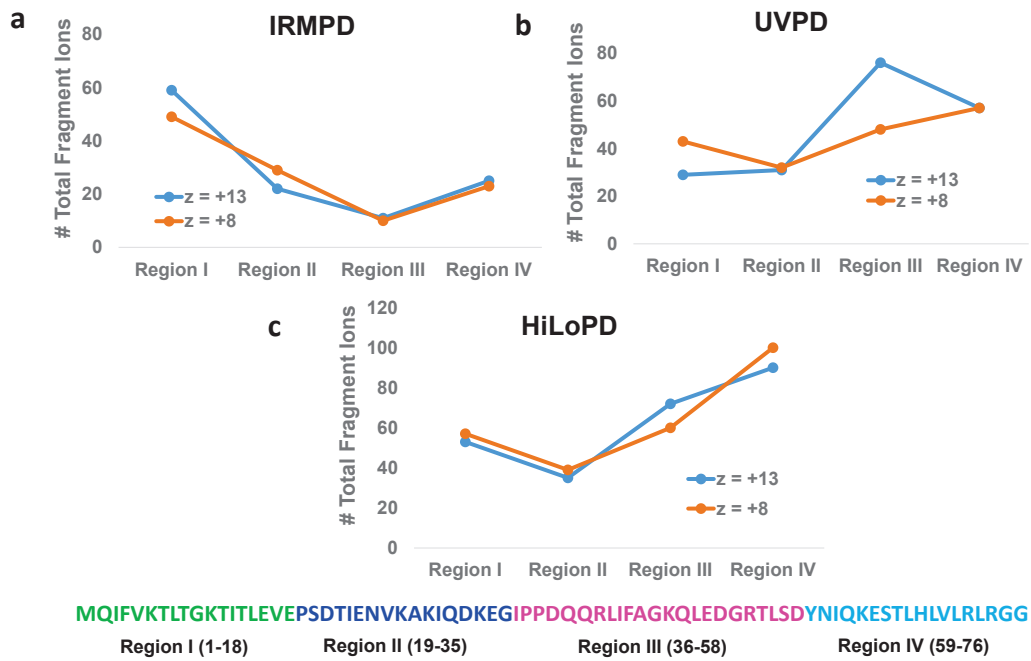 a
IRMPD
# Total Fragment Ions
80
60
40
20
0
z = +13
z = +8
Region I Region II Region III Region IV
b
UVPD
# Total Fragment Ions
80
60
40
20
0
z = +13
z = +8
Region I Region II Region III Region IV
c
HiLoPD
# Total Fragment Ions
120
100
80
60
40
20
0
z = +13
z = +8
Region I Region II Region III Region IV
MQIFVKTLTGKTITLEVEPSDTIENVKAKIQDKEGIPPDQQRLIFAGKQLEDGRTLSDYNIQKESTLHLVLRLRGG
Region I (1-18) Region II (19-35) Region III (36-58) Region IV (59-76)